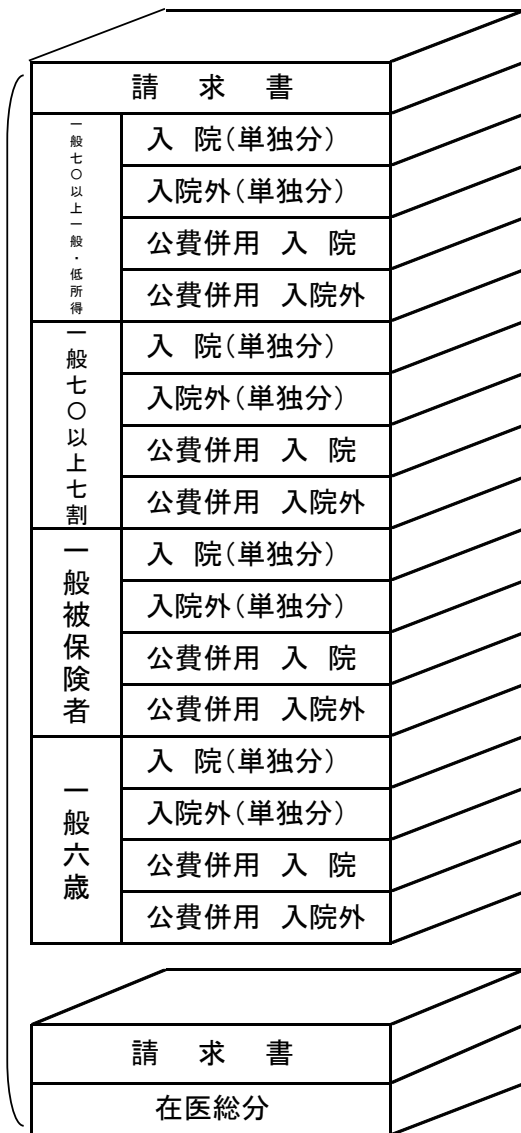 請 求 書
一般七〇以上一般・低所得
入 院(単独分)
入院外(単独分)
公費併用 入 院
公費併用 入院外
一般七〇以上七割
入 院(単独分)
入院外(単独分)
公費併用 入 院
公費併用 入院外
一般被保険者
入 院(単独分)
入院外(単独分)
公費併用 入 院
公費併用 入院外
一般六歳
入 院(単独分)
入院外(単独分)
公費併用 入 院
公費併用 入院外
請 求 書
在医総分